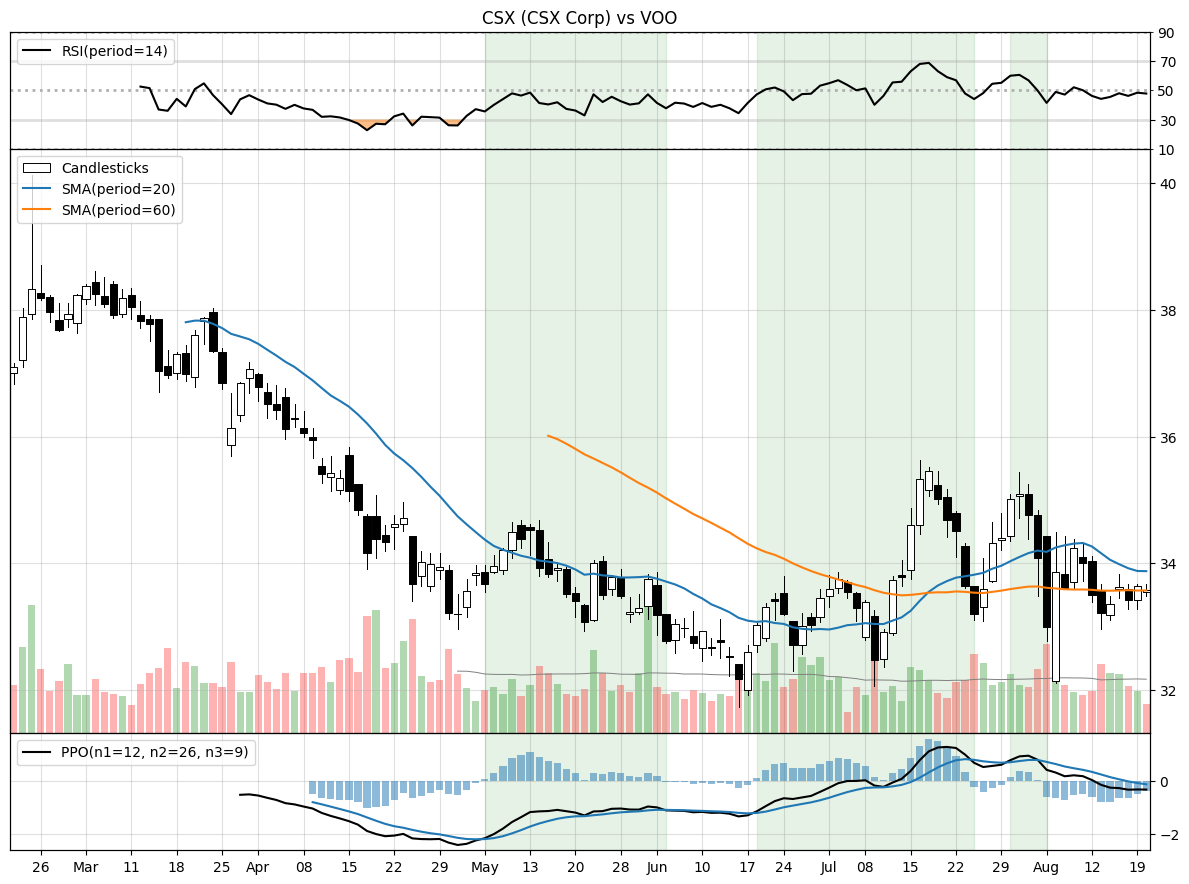 CSX (CSX Corp) vs VOO
RSI(period=14)
90
70
50
30
10
Candlesticks
SMA(period=20)
SMA(period=60)
40
38
36
34
32
PPO(n1=12, n2=26, n3=9)
0
−2
26 Mar 11 18 25 Apr 08 15 22 29 May 13 20 28 Jun 10 17 24 Jul 08 15 22 29 Aug 12 19